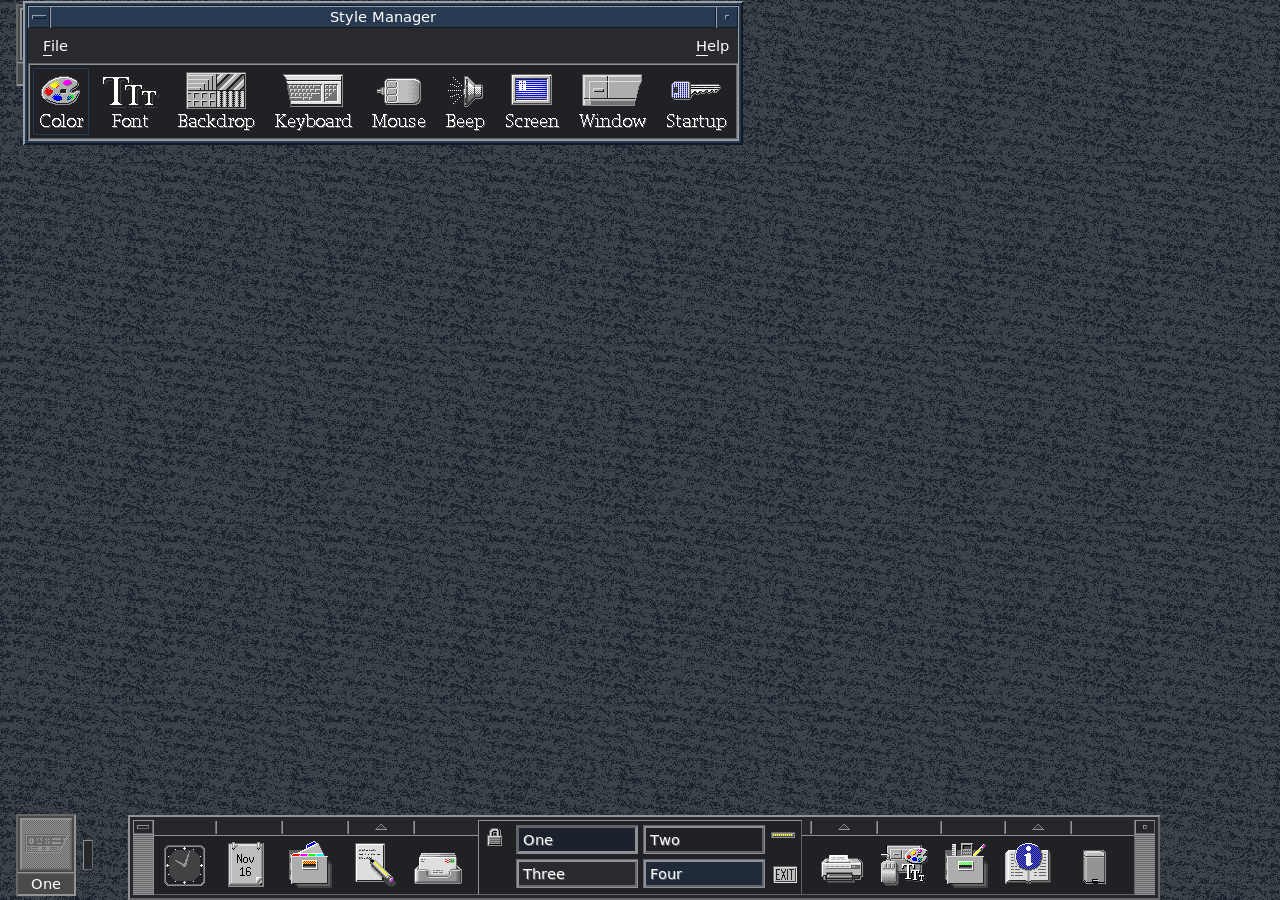 Style Manager
File Help
Color Font Backdrop Keyboard Mouse Beep Screen Window Startup
One Two
Nov
16
Three Four EXIT
One